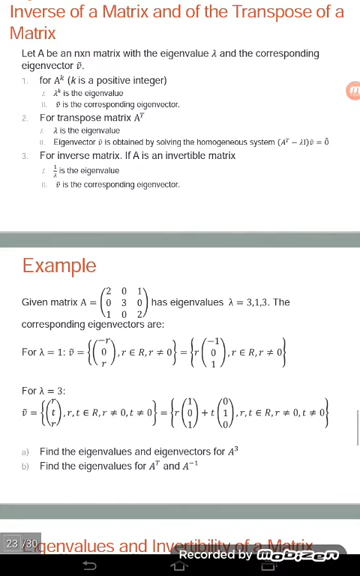 Inverse of a Matrix and of the Transpose of a
Matrix
Let A be an nxn matrix with the eigenvalue λ and the corresponding
eigenvector ṽ.
1. for Aᵏ (k is a positive integer)
I. λᵏ is the eigenvalue
II. ṽ is the corresponding eigenvector.
2. For transpose matrix Aᵀ
I. λ is the eigenvalue
II. Eigenvector ṽ is obtained by solving the homogeneous system (Aᵀ − λI)ṽ = 0̃
3. For inverse matrix. If A is an invertible matrix
I. 1/λ is the eigenvalue
II. ṽ is the corresponding eigenvector.
Example
Given matrix A = (2 0 1; 0 3 0; 1 0 2) has eigenvalues λ = 3,1,3. The
corresponding eigenvectors are:
For λ = 1: ṽ = {(−r; 0; r), r ∈ R, r ≠ 0} = {r(−1; 0; 1), r ∈ R, r ≠ 0}
For λ = 3:
ṽ = {(r; t; r), r, t ∈ R, r ≠ 0, t ≠ 0} = {r(1; 0; 1) + t(0; 1; 0), r, t ∈ R, r ≠ 0, t ≠ 0}
a) Find the eigenvalues and eigenvectors for A³
b) Find the eigenvalues for Aᵀ and A⁻¹
23 /30
Eigenvalues and Invertibility of a Matrix
Recorded by mobizen